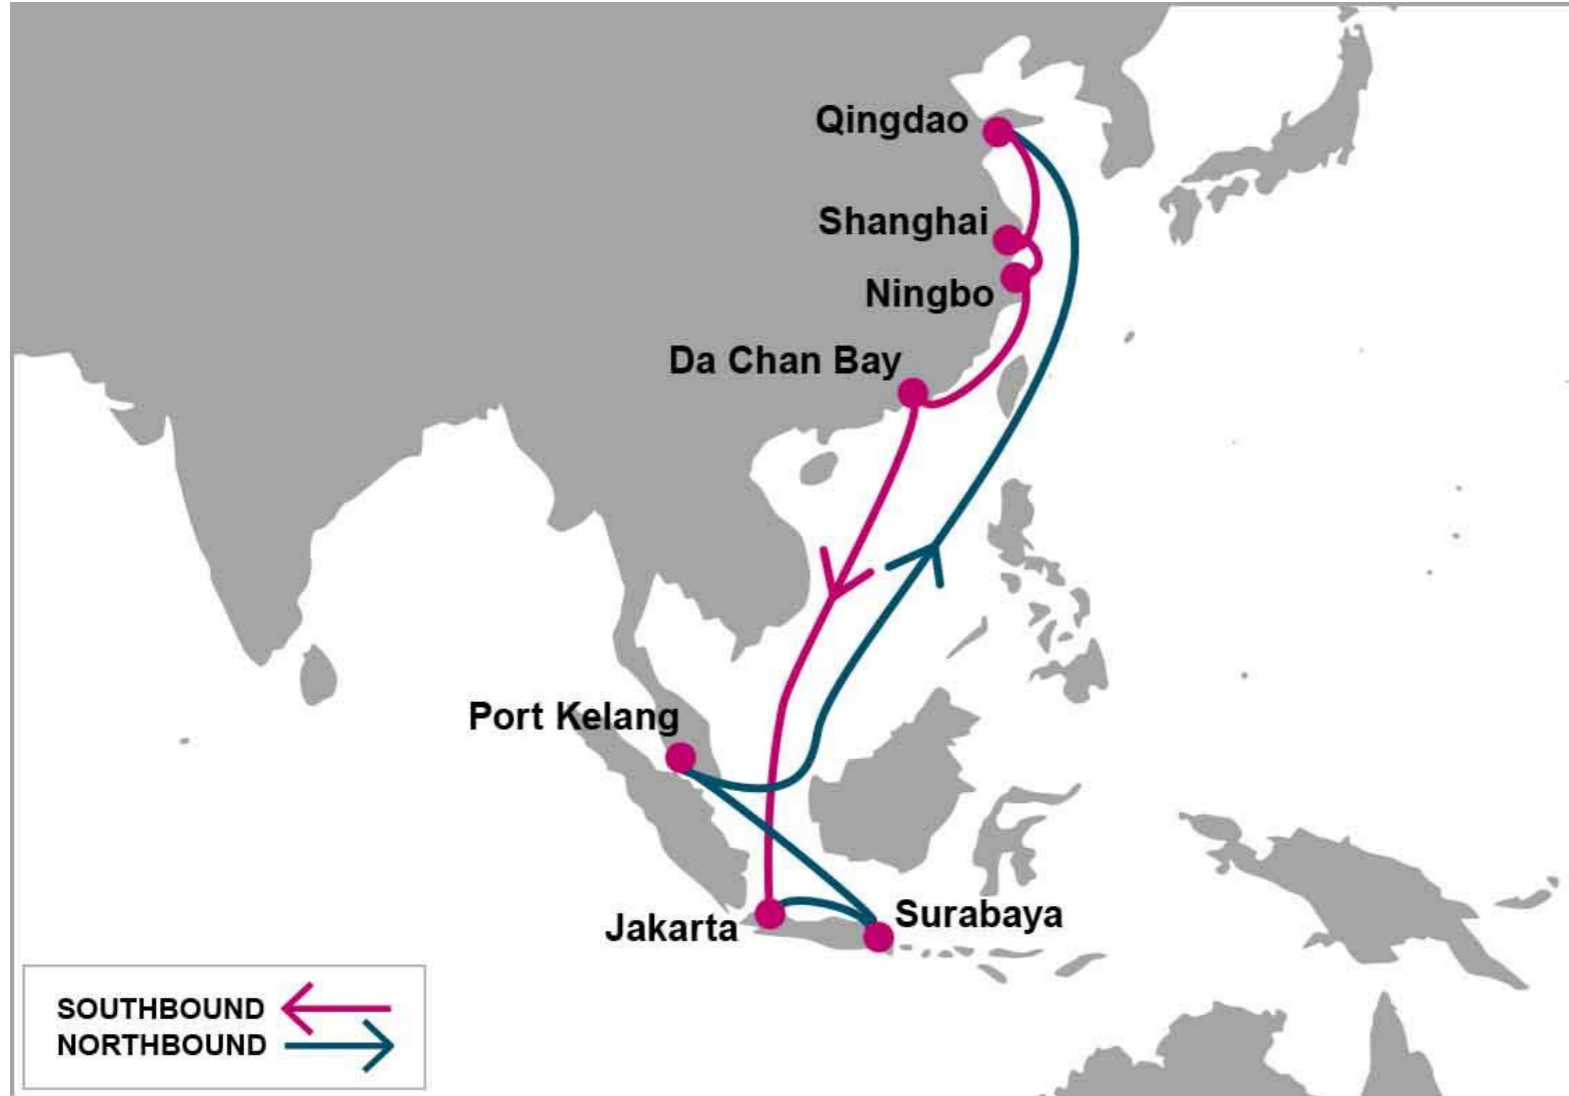 Qingdao
Shanghai
Ningbo
Da Chan Bay
Port Kelang
Jakarta
Surabaya
SOUTHBOUND
NORTHBOUND